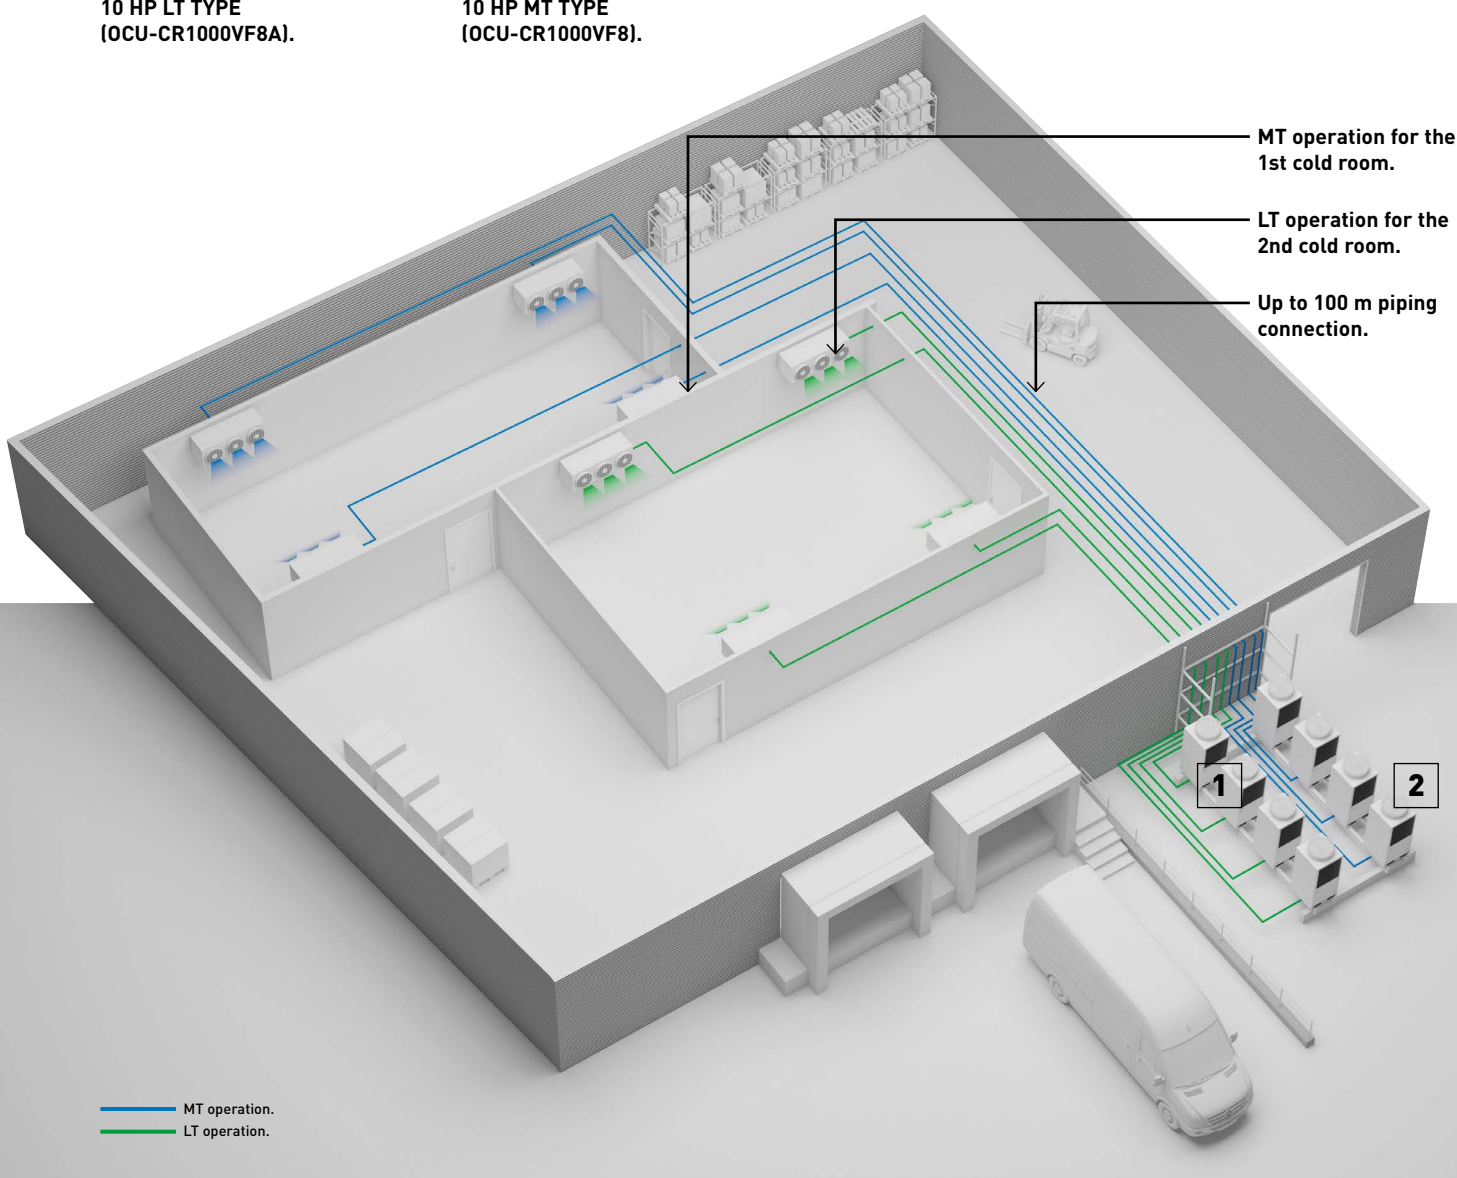 10 HP LT TYPE
(OCU-CR1000VF8A).
10 HP MT TYPE
(OCU-CR1000VF8).
MT operation for the
1st cold room.
LT operation for the
2nd cold room.
Up to 100 m piping
connection.
1
2
MT operation.
LT operation.